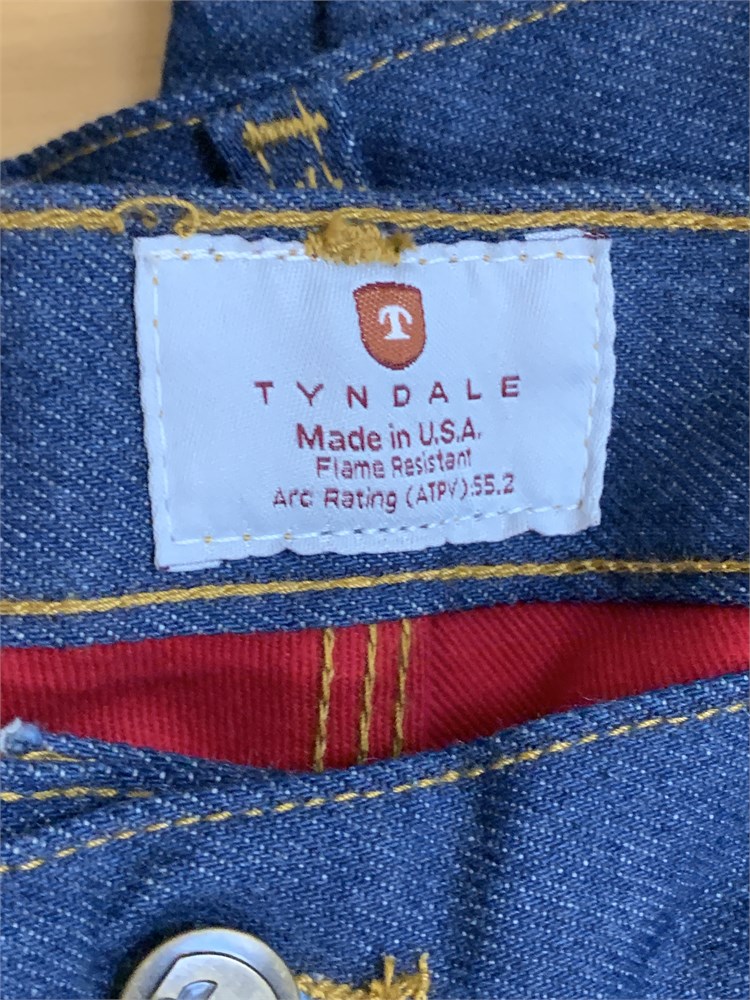 T
TYNDALE
Made in U.S.A.
Flame Resistant
Arc Rating (ATPV):55.2